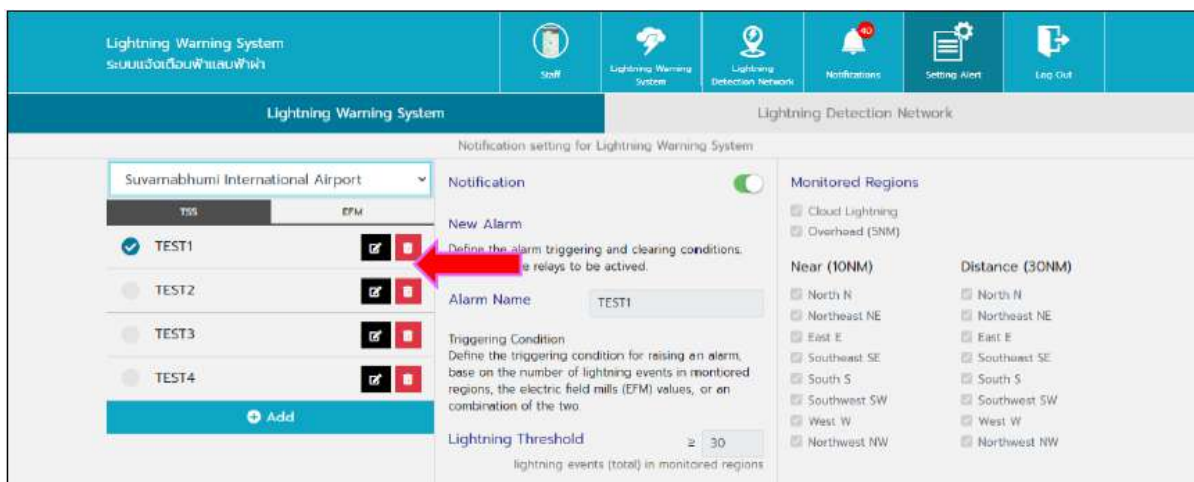 Lightning Warning System
ระบบแจ้งเตือนฟ้าแลบฟ้าผ่า
Staff
Lightning Warning
System
Lightning
Detection Network
40
Notifications
Setting Alert
Log Out
Lightning Warning System
Lightning Detection Network
Notification setting for Lightning Warning System
Suvarnabhumi International Airport
TSS
EFM
TEST1
TEST2
TEST3
TEST4
Add
Notification
New Alarm
Define the alarm triggering and clearing conditions.
relays to be actived.
Alarm Name
TEST1
Triggering Condition
Define the triggering condition for raising an alarm,
base on the number of lightning events in montiored
regions, the electric field mills (EFM) values, or an
combination of the two.
Lightning Threshold
≥ 30
lightning events (total) in monitored regions
Monitored Regions
Cloud Lightning
Overhead (5NM)
Near (10NM)
North N
Northeast NE
East E
Southeast SE
South S
Southwest SW
West W
Northwest NW
Distance (30NM)
North N
Northeast NE
East E
Southeast SE
South S
Southwest SW
West W
Northwest NW